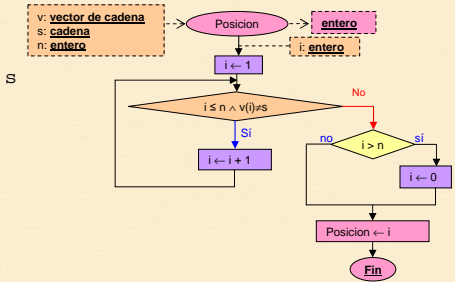 v: vector de cadena
s: cadena
n: entero
Posicion
entero
i: entero
i ← 1
s
i ≤ n ∧ v(i)≠s
No
Sí
i ← i + 1
no
i > n
sí
i ← 0
Posicion ← i
Fin